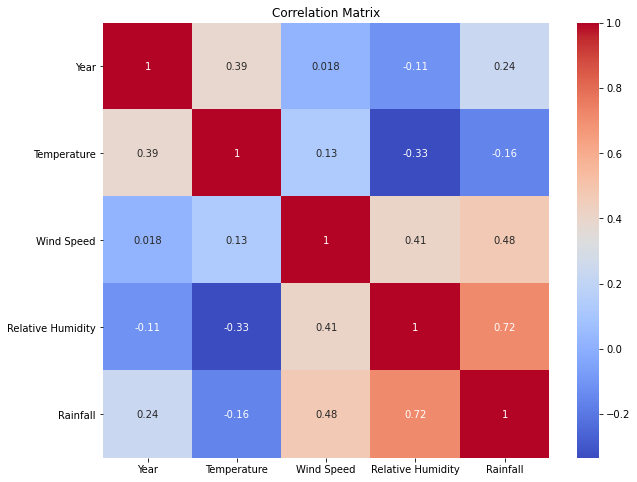 Correlation Matrix
Year 1 0.39 0.018 -0.11 0.24
Temperature 0.39 1 0.13 -0.33 -0.16
Wind Speed 0.018 0.13 1 0.41 0.48
Relative Humidity -0.11 -0.33 0.41 1 0.72
Rainfall 0.24 -0.16 0.48 0.72 1
Year Temperature Wind Speed Relative Humidity Rainfall
1.0
0.8
0.6
0.4
0.2
0.0
−0.2